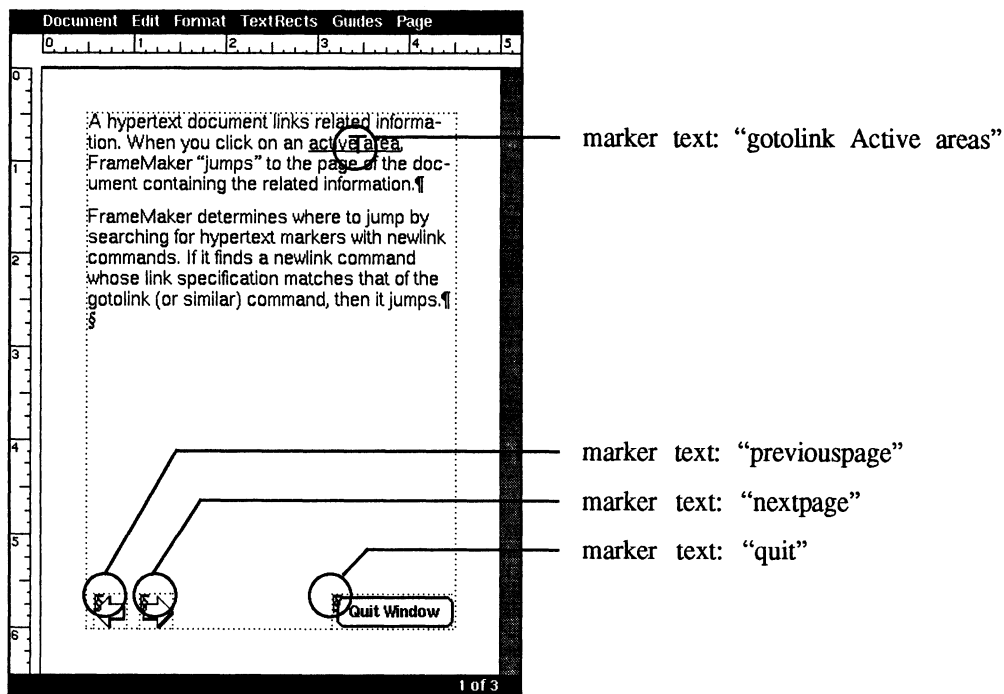 Document Edit Format TextRects Guides Page
0 1 2 3 4 5
0
A hypertext document links related informa-
tion. When you click on an active area,
marker text: “gotolink Active areas”
FrameMaker “jumps” to the page of the doc-
1
ument containing the related information.¶
FrameMaker determines where to jump by
searching for hypertext markers with newlink
2
commands. If it finds a newlink command
whose link specification matches that of the
gotolink (or similar) command, then it jumps.¶
§
3
4
marker text: “previouspage”
marker text: “nextpage”
5
marker text: “quit”
§ § §
Quit Window
6
1 of 3